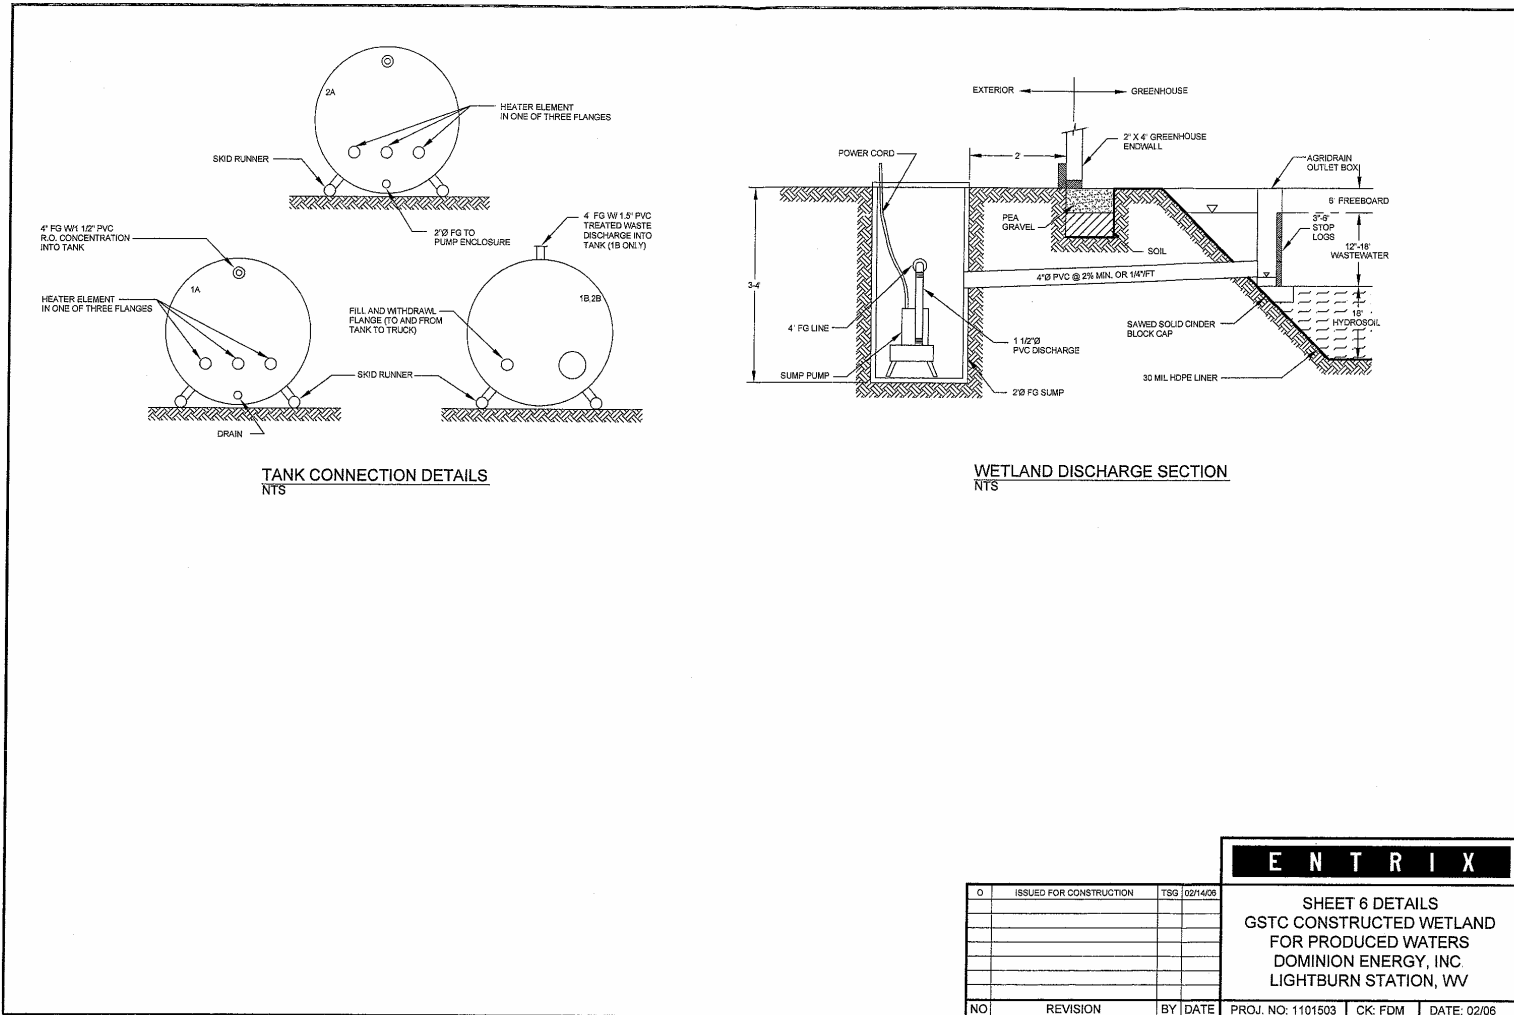 2A
HEATER ELEMENT
IN ONE OF THREE FLANGES
SKID RUNNER
2"Ø FG TO
PUMP ENCLOSURE
4" FG W/1 1/2" PVC
R.O. CONCENTRATION
INTO TANK
1A
HEATER ELEMENT
IN ONE OF THREE FLANGES
DRAIN
SKID RUNNER
4 FG W/ 1.5" PVC
TREATED WASTE
DISCHARGE INTO
TANK (1B ONLY)
1B,2B
FILL AND WITHDRAWL
FLANGE (TO AND FROM
TANK TO TRUCK)
TANK CONNECTION DETAILS
NTS
EXTERIOR
GREENHOUSE
2" X 4" GREENHOUSE
ENDWALL
POWER CORD
2'
AGRIDRAIN
OUTLET BOX
6' FREEBOARD
3"-6"
STOP
LOGS
12"-18"
WASTEWATER
PEA
GRAVEL
SOIL
3-4'
4"Ø PVC @ 2% MIN. OR 1/4"/FT
4' FG LINE
1 1/2"Ø
PVC DISCHARGE
SAWED SOLID CINDER
BLOCK CAP
18'
HYDROSOIL
SUMP PUMP
2'Ø FG SUMP
30 MIL HDPE LINER
WETLAND DISCHARGE SECTION
NTS
ENTRIX
O ISSUED FOR CONSTRUCTION TSG 02/14/06
NO REVISION BY DATE
SHEET 6 DETAILS
GSTC CONSTRUCTED WETLAND
FOR PRODUCED WATERS
DOMINION ENERGY, INC.
LIGHTBURN STATION, WV
PROJ. NO: 1101503 CK: FDM DATE: 02/06